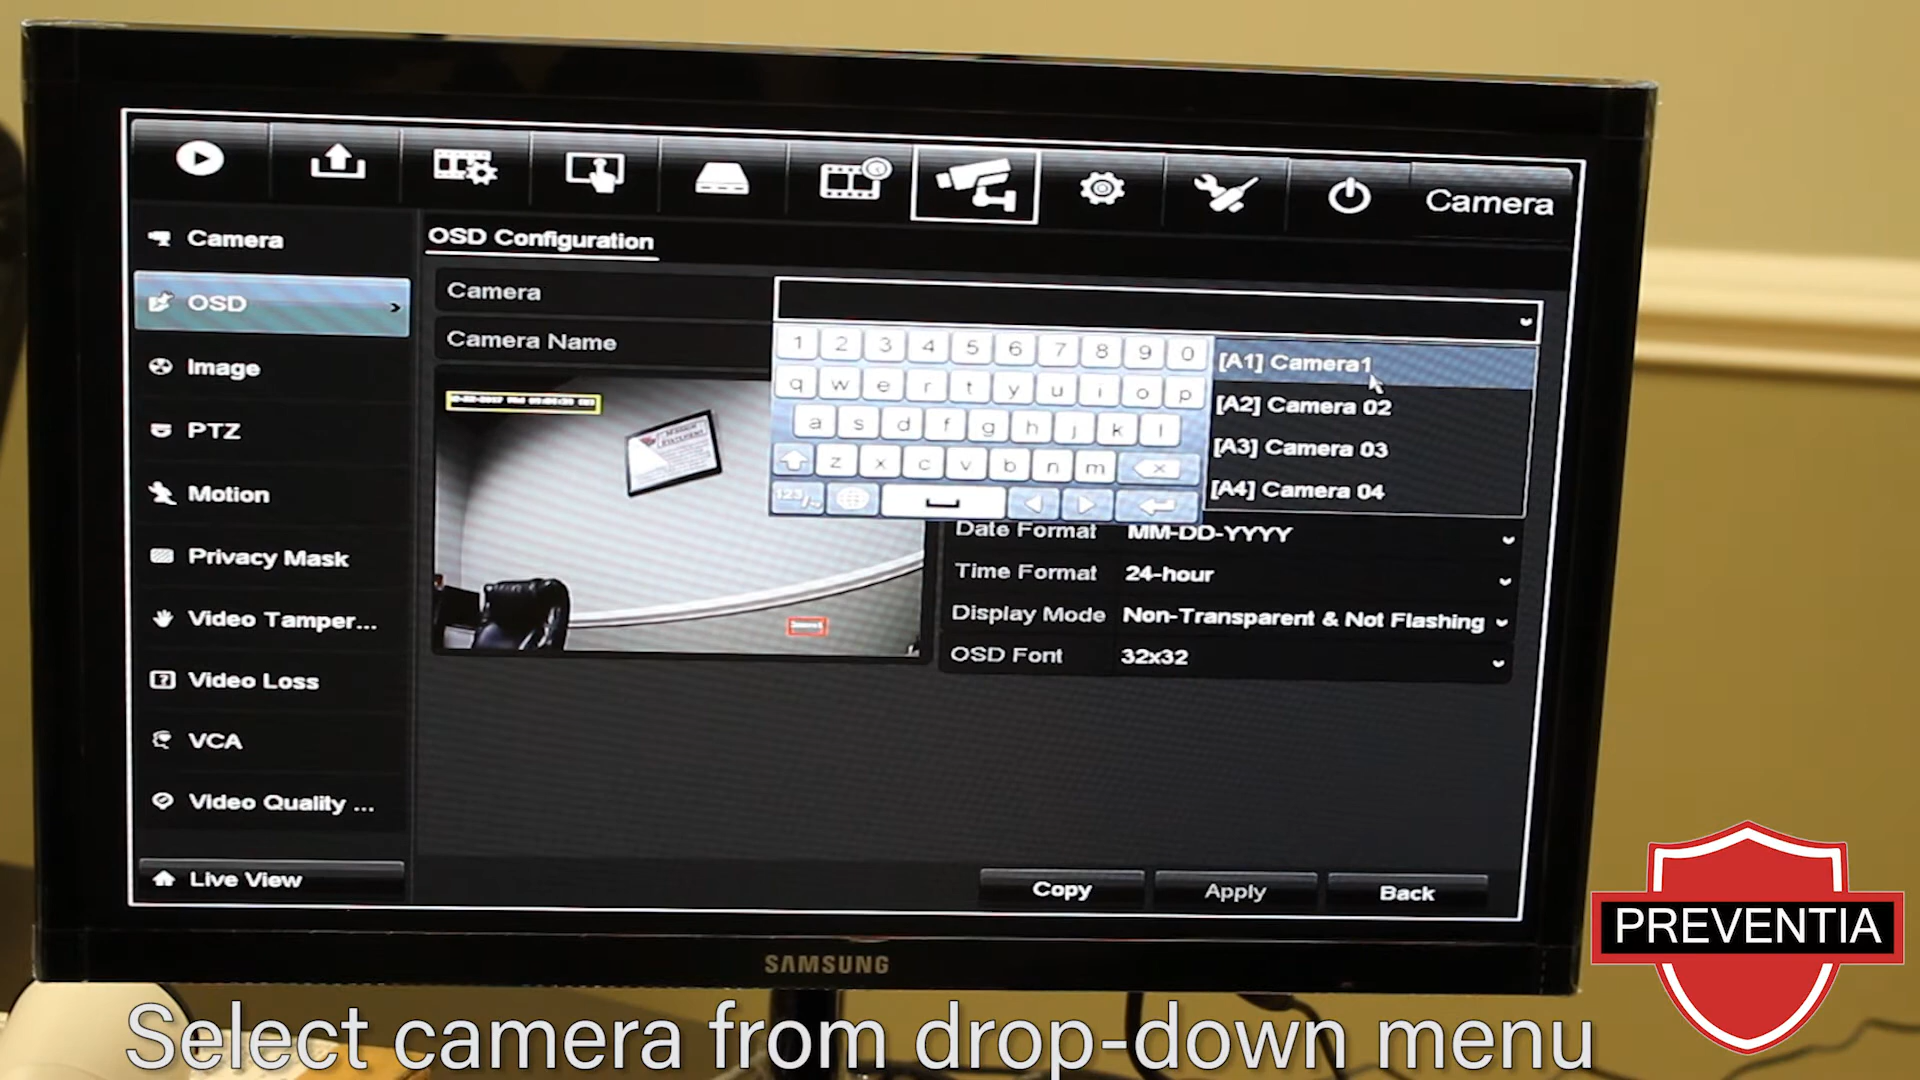 Camera
Camera
OSD
Image
PTZ
Motion
Privacy Mask
Video Tamper...
Video Loss
VCA
Video Quality ...
Live View
OSD Configuration
Camera
Camera Name
1 2 3 4 5 6 7 8 9 0
q w e r t y u i o p
a s d f g h j k l
z x c v b n m
[A1] Camera1
[A2] Camera 02
[A3] Camera 03
[A4] Camera 04
Date Format MM-DD-YYYY
Time Format 24-hour
Display Mode Non-Transparent & Not Flashing
OSD Font 32x32
Copy Apply Back
SAMSUNG
PREVENTIA
Select camera from drop-down menu